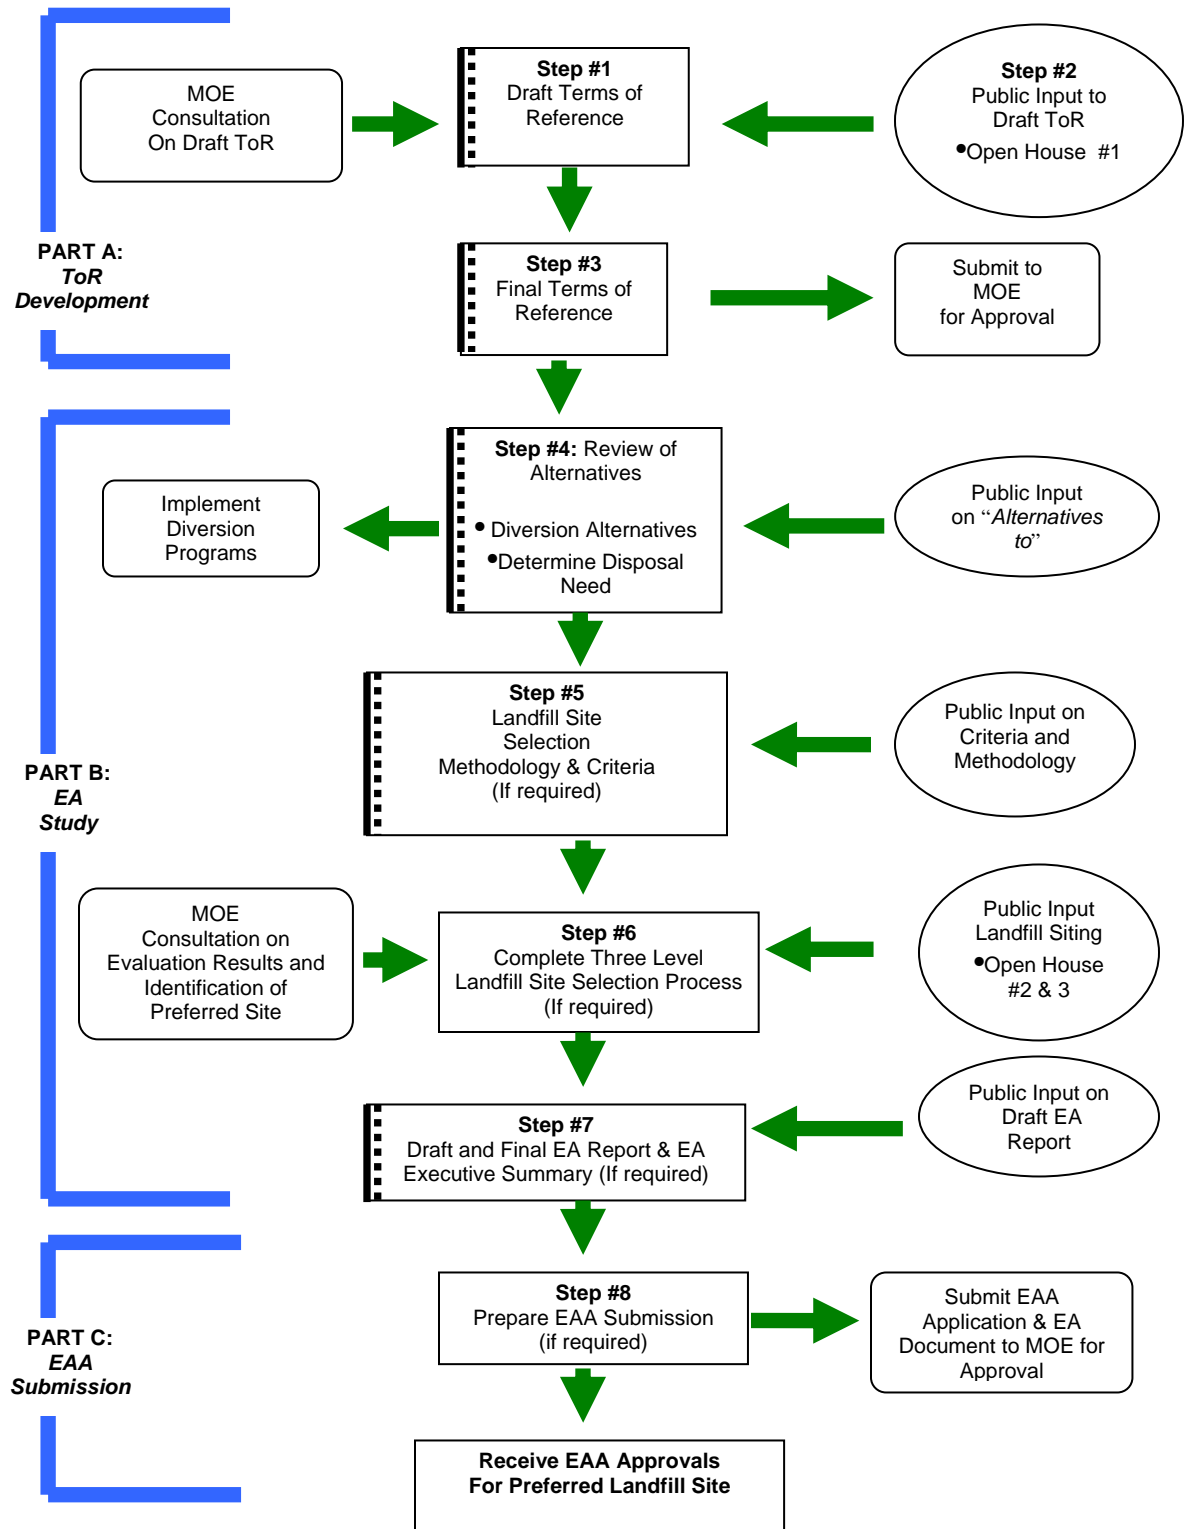 MOE
Consultation
On Draft ToR
Step #1
Draft Terms of
Reference
Step #2
Public Input to
Draft ToR
•Open House #1
PART A:
ToR
Development
Step #3
Final Terms of
Reference
Submit to
MOE
for Approval
Implement
Diversion
Programs
Step #4: Review of
Alternatives
• Diversion Alternatives
•Determine Disposal
Need
Public Input
on “Alternatives
to”
PART B:
EA
Study
Step #5
Landfill Site
Selection
Methodology & Criteria
(If required)
Public Input on
Criteria and
Methodology
MOE
Consultation on
Evaluation Results and
Identification of
Preferred Site
Step #6
Complete Three Level
Landfill Site Selection Process
(If required)
Public Input
Landfill Siting
•Open House
#2 & 3
Step #7
Draft and Final EA Report & EA
Executive Summary (If required)
Public Input on
Draft EA
Report
PART C:
EAA
Submission
Step #8
Prepare EAA Submission
(if required)
Submit EAA
Application & EA
Document to MOE for
Approval
Receive EAA Approvals
For Preferred Landfill Site